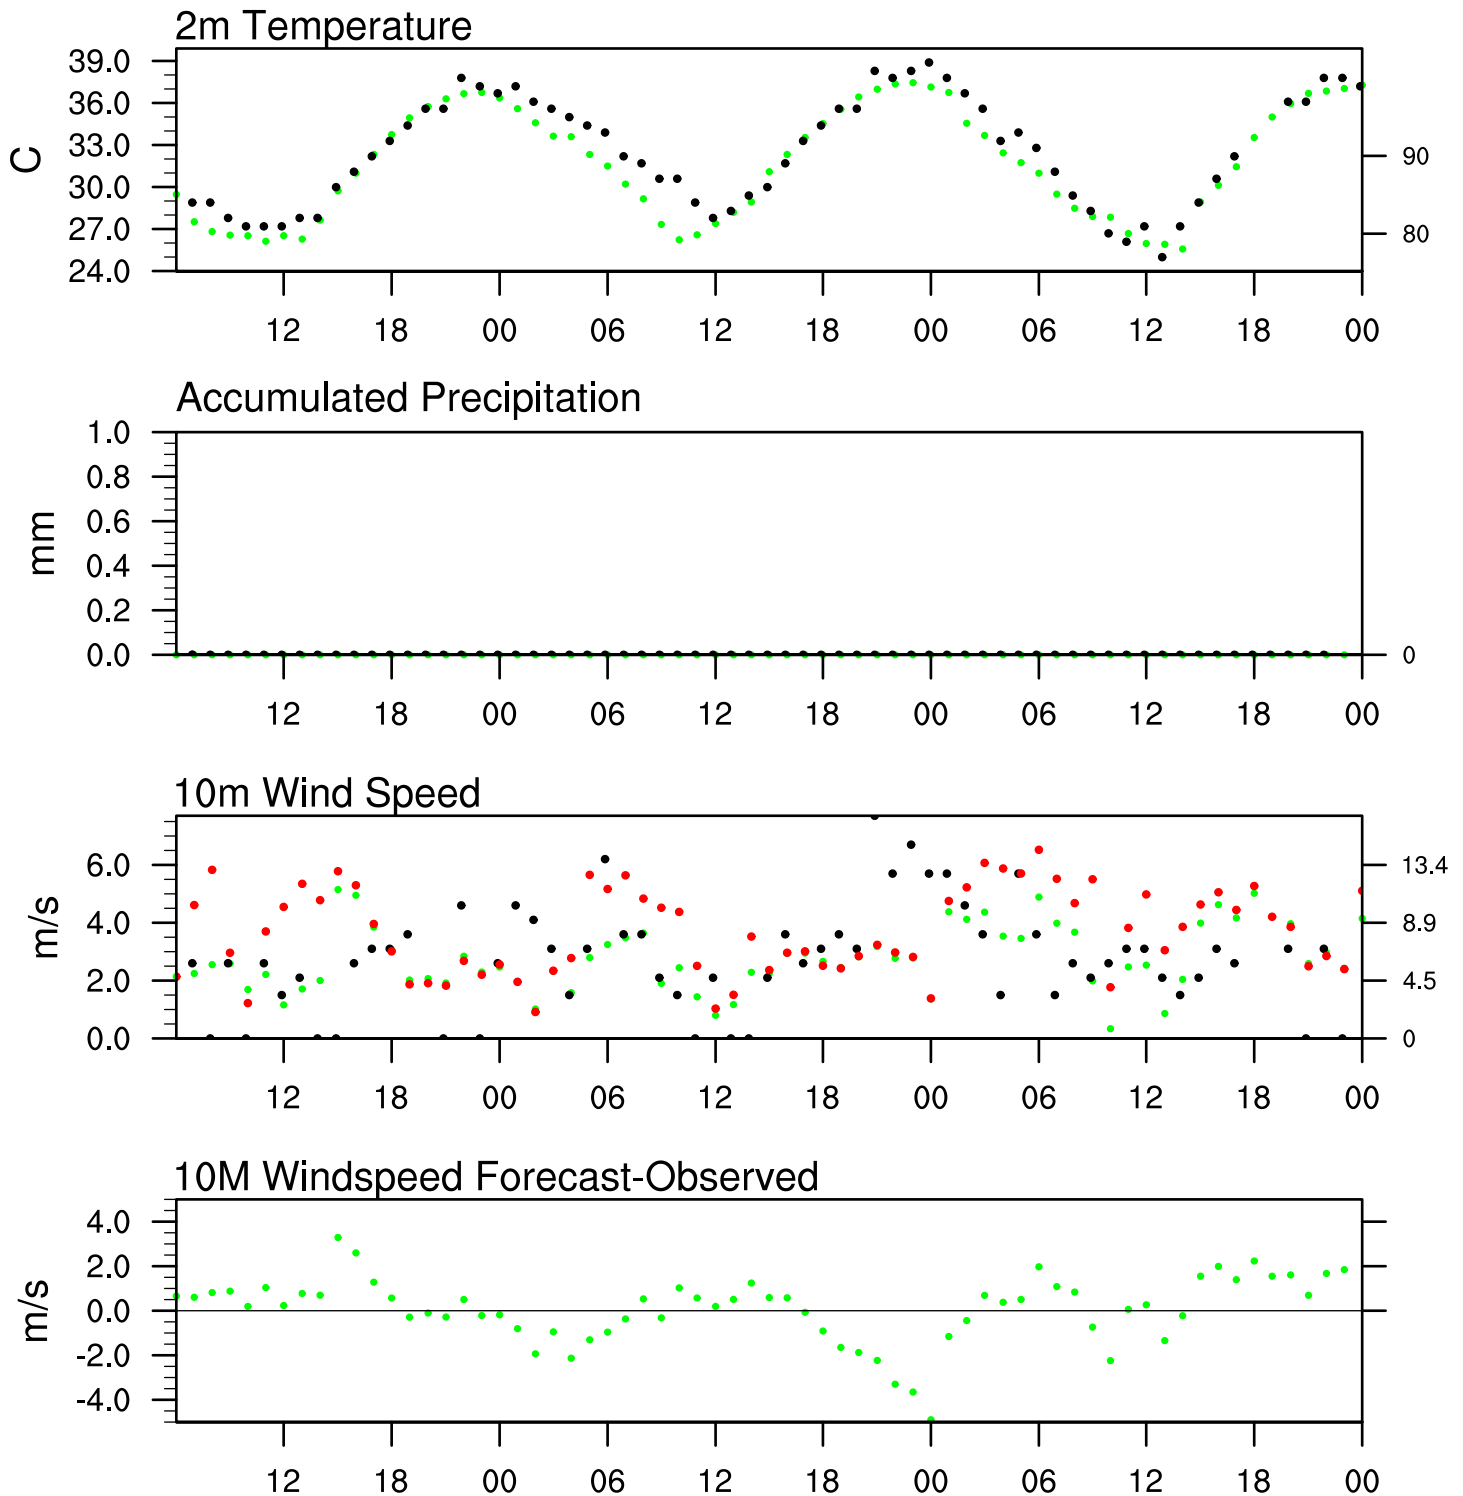 2m Temperature
39.0
36.0
33.0
30.0
27.0
24.0
C
90
80
12 18 00 06 12 18 00 06 12 18 00
Accumulated Precipitation
1.0
0.8
0.6
0.4
0.2
0.0
mm
0
12 18 00 06 12 18 00 06 12 18 00
10m Wind Speed
6.0
4.0
2.0
0.0
m/s
13.4
8.9
4.5
0
12 18 00 06 12 18 00 06 12 18 00
10M Windspeed Forecast-Observed
4.0
2.0
0.0
-2.0
-4.0
m/s
12 18 00 06 12 18 00 06 12 18 00